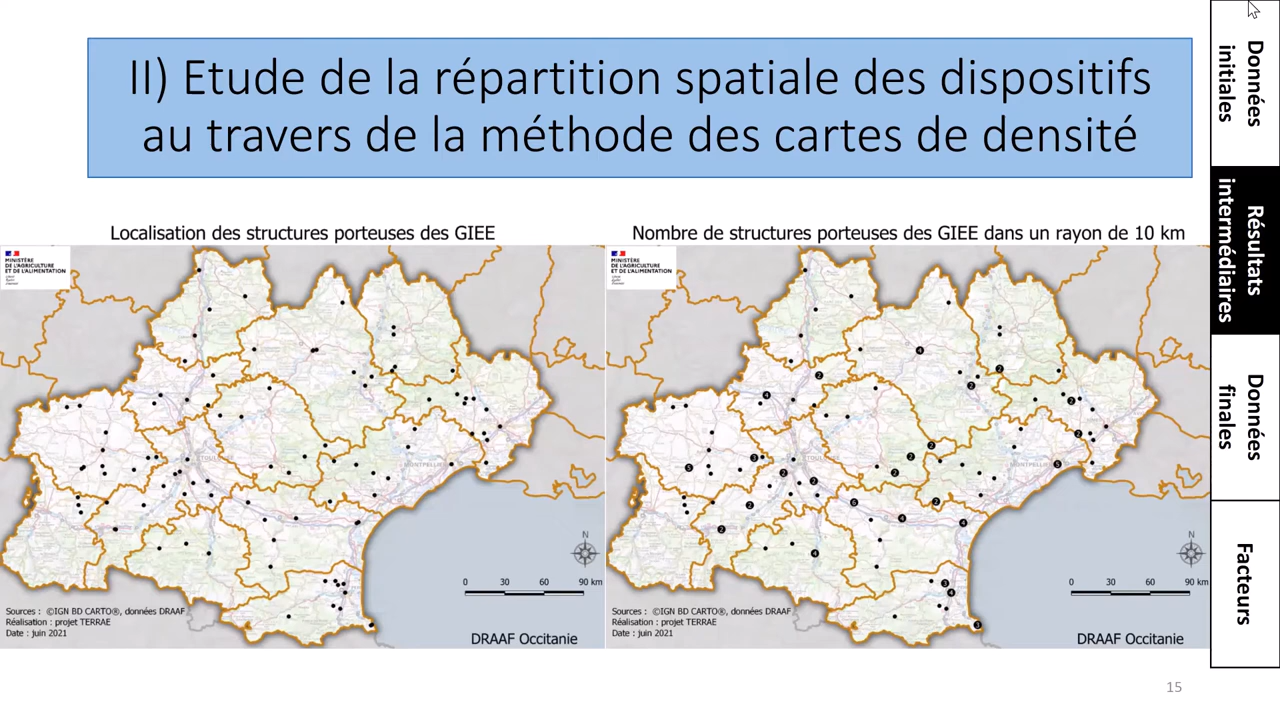 II) Etude de la répartition spatiale des dispositifs
au travers de la méthode des cartes de densité
Localisation des structures porteuses des GIEE
MINISTÈRE
DE L'AGRICULTURE
ET DE L'ALIMENTATION
MONTPELLIER
N
0 30 60 90 km
Sources : ©IGN BD CARTO®, données DRAAF
Réalisation : projet TERRAE
Date : juin 2021
DRAAF Occitanie
Nombre de structures porteuses des GIEE dans un rayon de 10 km
MINISTÈRE
DE L'AGRICULTURE
ET DE L'ALIMENTATION
MONTPELLIER
N
0 30 60 90 km
Sources : ©IGN BD CARTO®, données DRAAF
Réalisation : projet TERRAE
Date : juin 2021
DRAAF Occitanie
Données
initiales
Résultats
intermédiaires
Données
finales
Facteurs
15